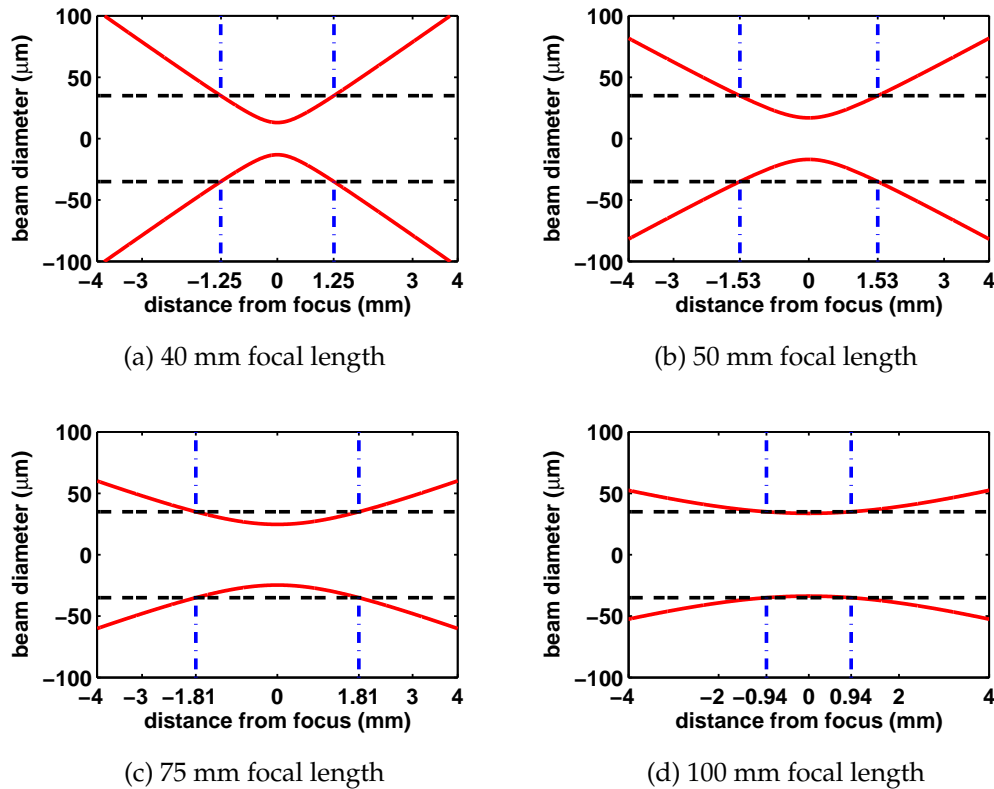 100
50
0
−50
−100
beam diameter (μm)
−4 −3 −1.25 0 1.25 3 4
distance from focus (mm)
(a) 40 mm focal length
100
50
0
−50
−100
beam diameter (μm)
−4 −3 −1.53 0 1.53 3 4
distance from focus (mm)
(b) 50 mm focal length
100
50
0
−50
−100
beam diameter (μm)
−4 −3 −1.81 0 1.81 3 4
distance from focus (mm)
(c) 75 mm focal length
100
50
0
−50
−100
beam diameter (μm)
−4 −2 −0.94 0 0.94 2 4
distance from focus (mm)
(d) 100 mm focal length